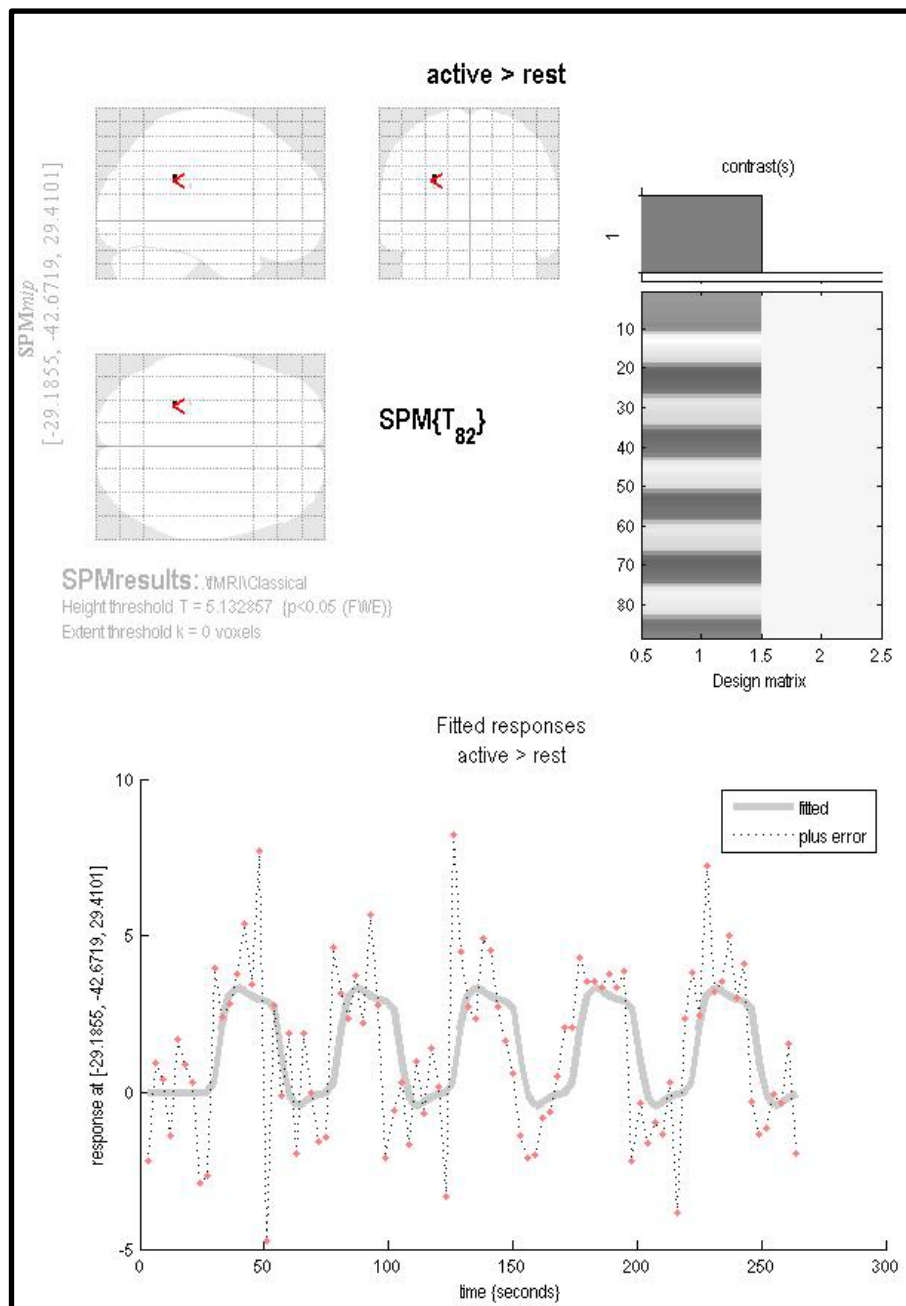 active > rest
SPMmip
[-29.1855, -42.6719, 29.4101]
SPM{T82}
SPMresults: .\fMRI\Classical
Height threshold T = 5.132857 {p<0.05 (FWE)}
Extent threshold k = 0 voxels
contrast(s)
1
10
20
30
40
50
60
70
80
0.5 1 1.5 2 2.5
Design matrix
Fitted responses
active > rest
fitted
plus error
response at [-29.1855, -42.6719, 29.4101]
10
5
0
-5
0 50 100 150 200 250 300
time {seconds}